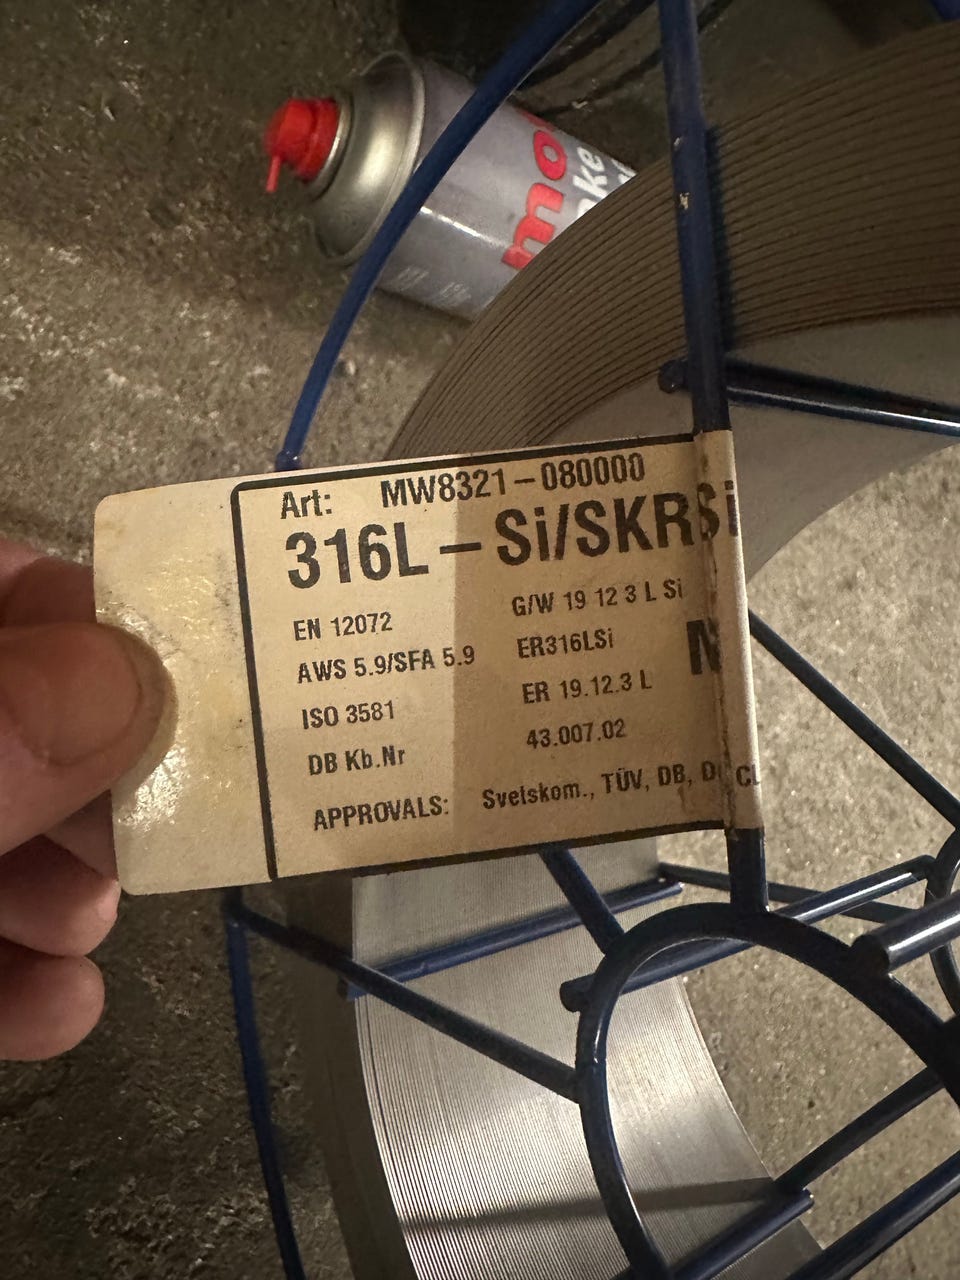 Art: MW8321-080000
316L-Si/SKRSi
EN 12072 G/W 19 12 3 L Si
AWS 5.9/SFA 5.9 ER316LSi
ISO 3581 ER 19.12.3 L
DB Kb.Nr 43.007.02
APPROVALS: Svetskom., TÜV, DB,